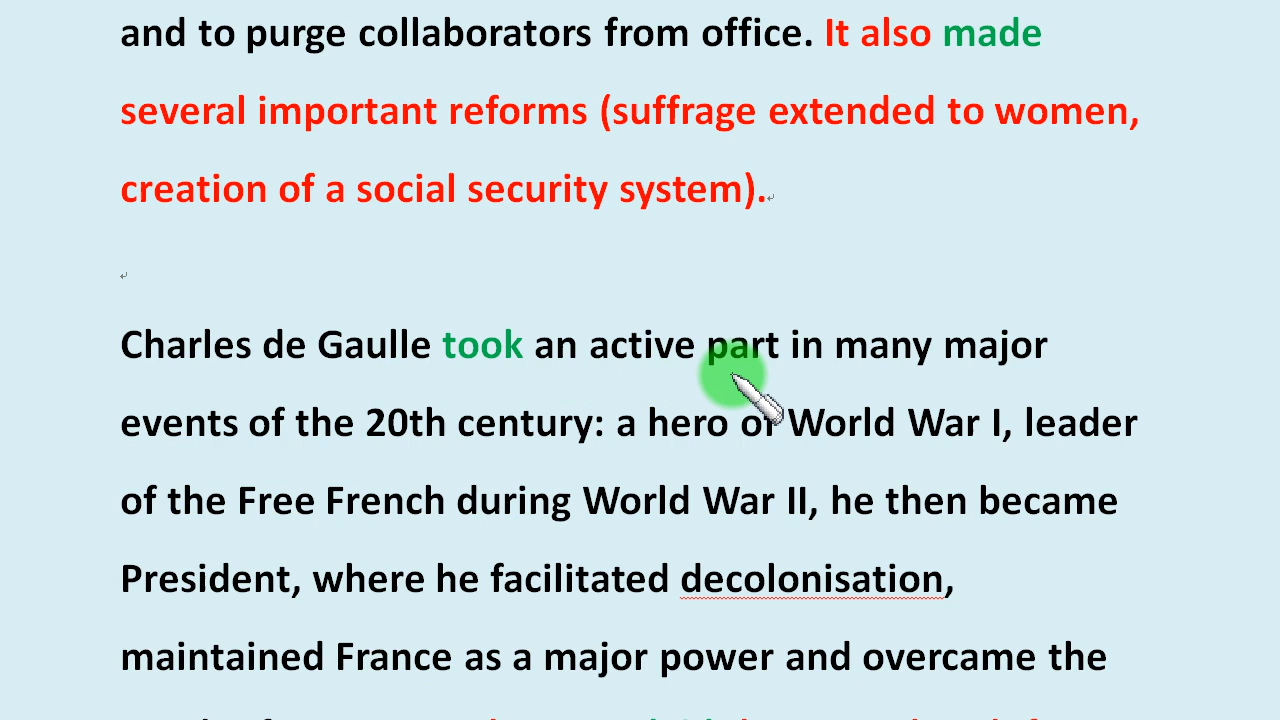 and to purge collaborators from office. It also made
several important reforms (suffrage extended to women,
creation of a social security system).
Charles de Gaulle took an active part in many major
events of the 20th century: a hero of World War I, leader
of the Free French during World War II, he then became
President, where he facilitated decolonisation,
maintained France as a major power and overcame the